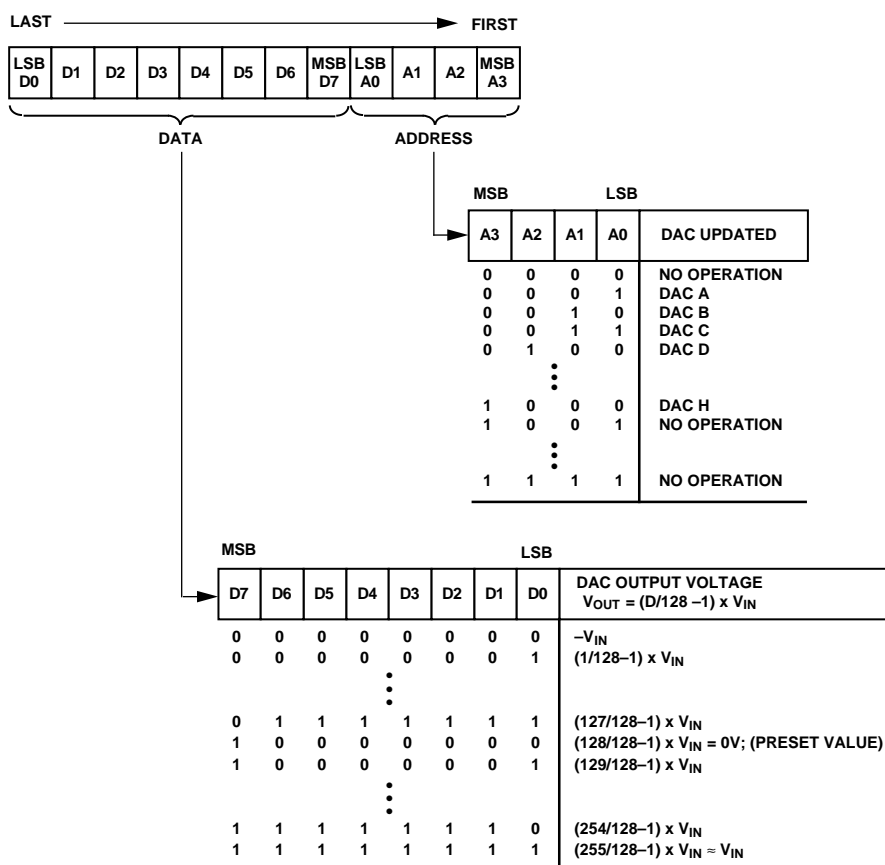 LAST FIRST
LSB D0 D1 D2 D3 D4 D5 D6 MSB D7 LSB A0 A1 A2 MSB A3
DATA ADDRESS
MSB LSB
A3 A2 A1 A0 DAC UPDATED
0 0 0 0 NO OPERATION
0 0 0 1 DAC A
0 0 1 0 DAC B
0 0 1 1 DAC C
0 1 0 0 DAC D
1 0 0 0 DAC H
1 0 0 1 NO OPERATION
1 1 1 1 NO OPERATION
MSB LSB
D7 D6 D5 D4 D3 D2 D1 D0 DAC OUTPUT VOLTAGE
VOUT = (D/128 –1) x VIN
0 0 0 0 0 0 0 0 –VIN
0 0 0 0 0 0 0 1 (1/128–1) x VIN
0 1 1 1 1 1 1 1 (127/128–1) x VIN
1 0 0 0 0 0 0 0 (128/128–1) x VIN = 0V; (PRESET VALUE)
1 0 0 0 0 0 0 1 (129/128–1) x VIN
1 1 1 1 1 1 1 0 (254/128–1) x VIN
1 1 1 1 1 1 1 1 (255/128–1) x VIN ≈ VIN